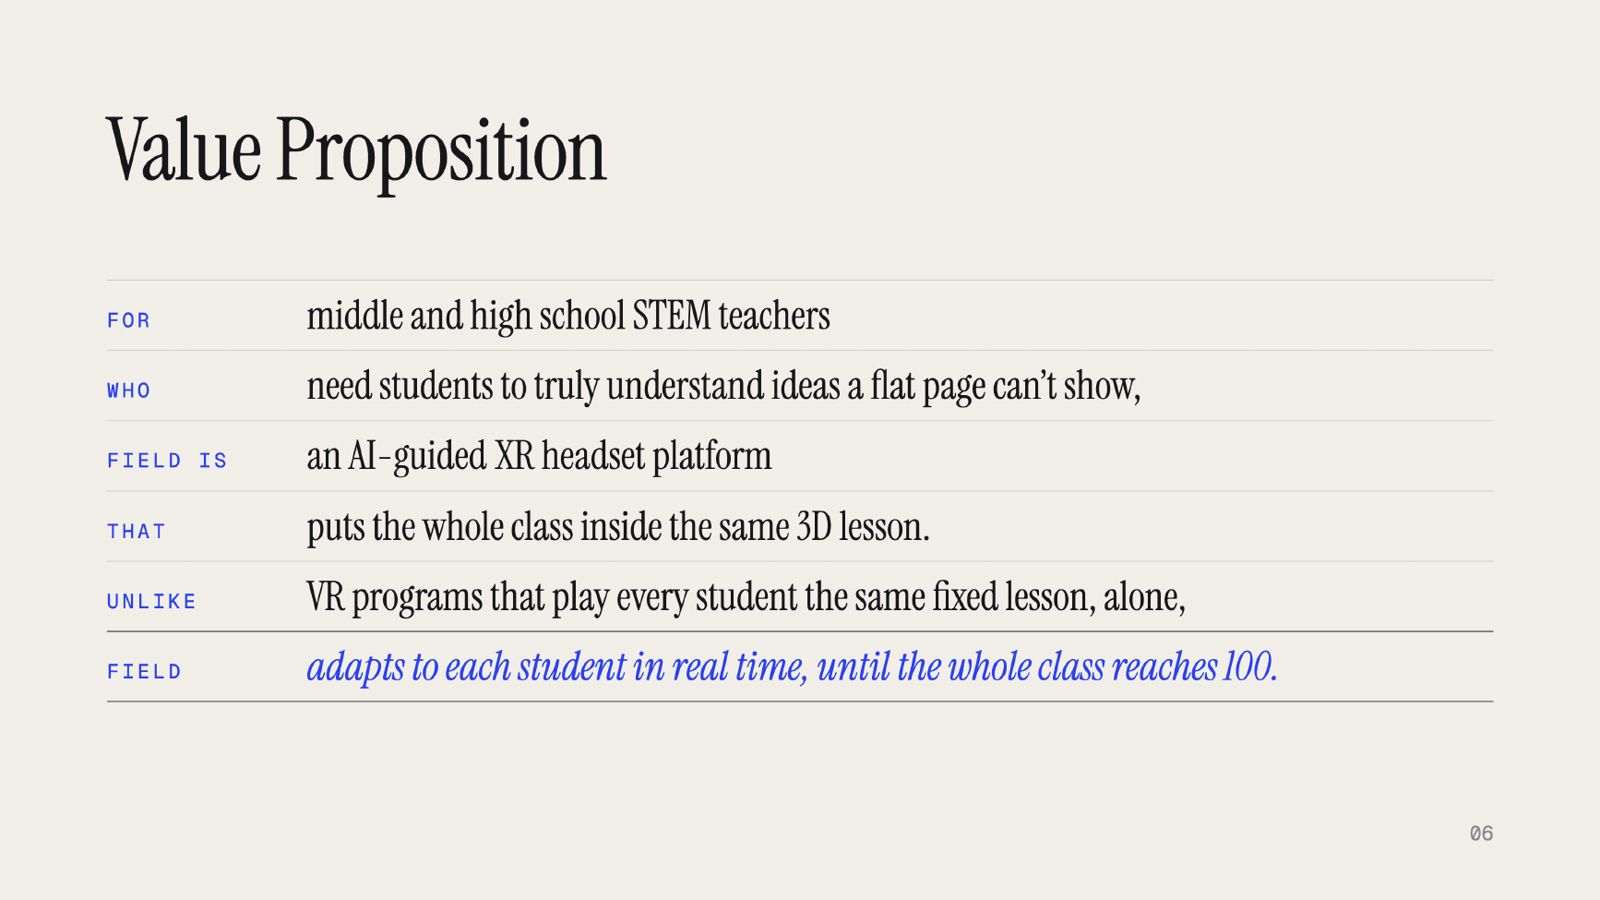 Value Proposition
FOR middle and high school STEM teachers
WHO need students to truly understand ideas a flat page can’t show,
FIELD IS an AI-guided XR headset platform
THAT puts the whole class inside the same 3D lesson.
UNLIKE VR programs that play every student the same fixed lesson, alone,
FIELD adapts to each student in real time, until the whole class reaches 100.
06